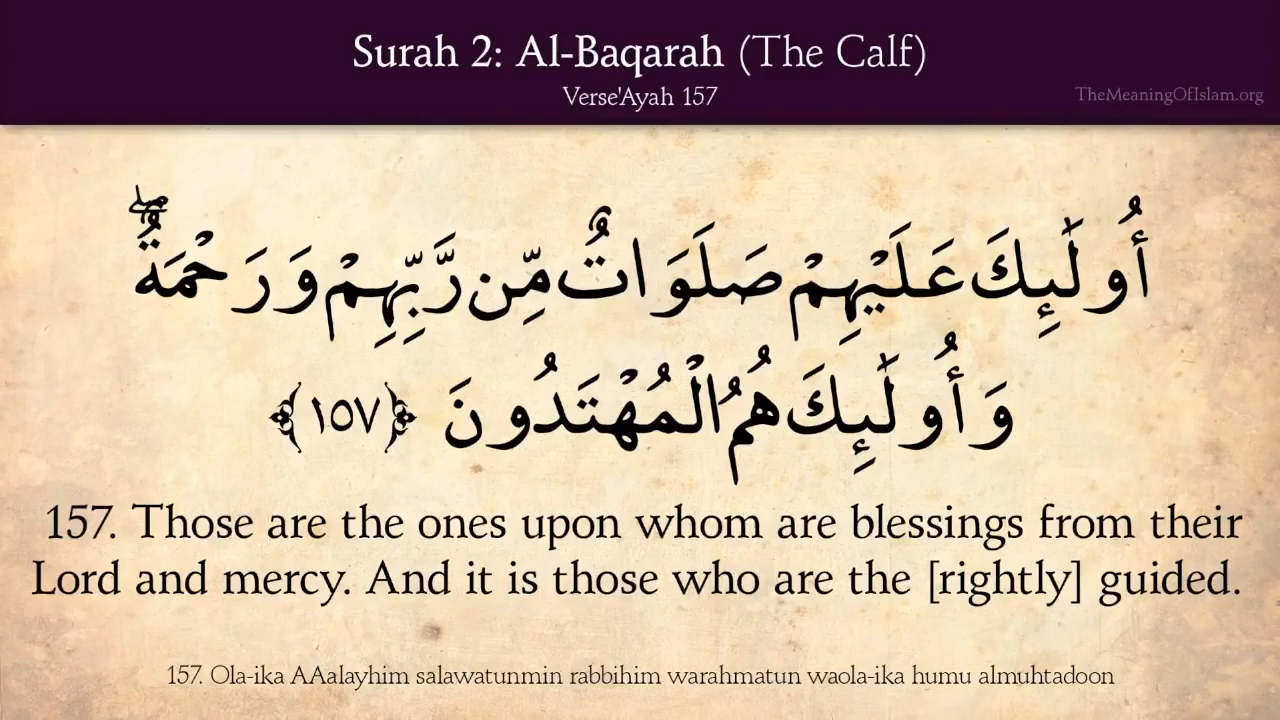 Surah 2: Al-Baqarah (The Calf)
Verse'Ayah 157
TheMeaningOfIslam.org
أُولَٰئِكَ عَلَيْهِمْ صَلَوَاتٌ مِّن رَّبِّهِمْ وَرَحْمَةٌ ۖ
وَأُولَٰئِكَ هُمُ الْمُهْتَدُونَ ﴿١٥٧﴾
157. Those are the ones upon whom are blessings from their
Lord and mercy. And it is those who are the [rightly] guided.
157. Ola-ika AAalayhim salawatunmin rabbihim warahmatun waola-ika humu almuhtadoon